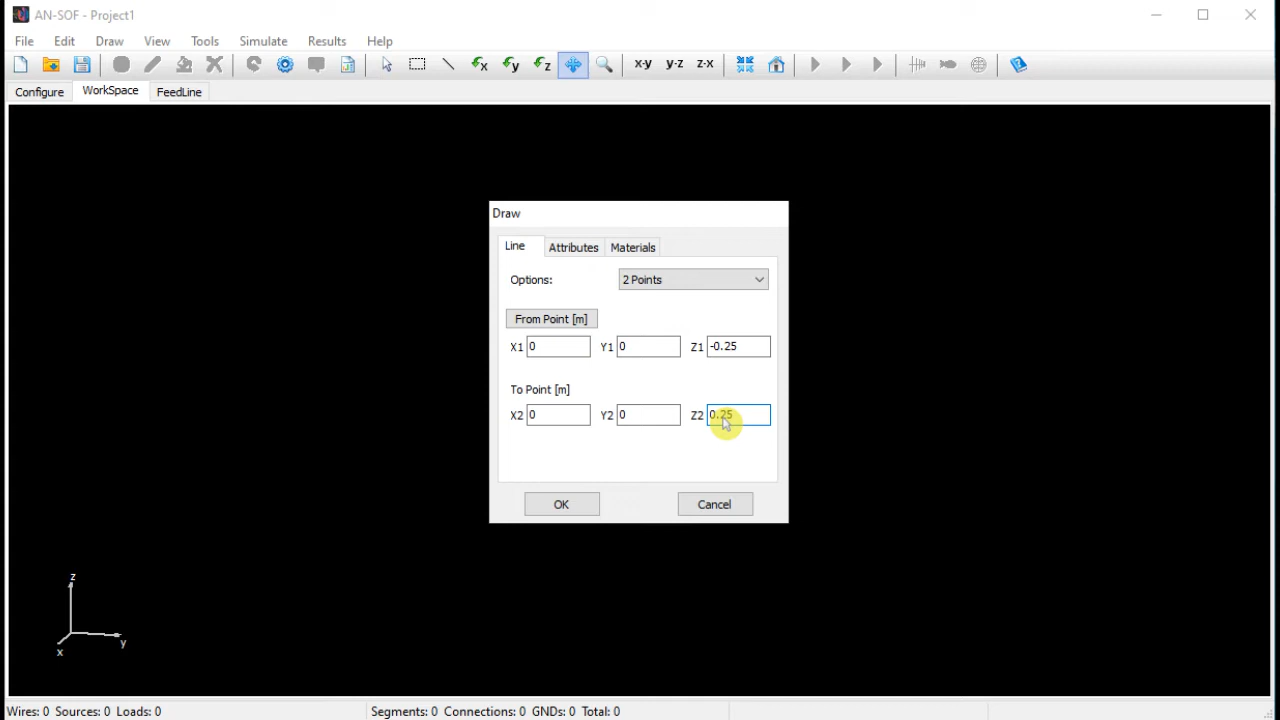 AN-SOF - Project1
File Edit Draw View Tools Simulate Results Help
x y z x-y y-z z-x
Configure WorkSpace FeedLine
Draw
Line Attributes Materials
Options: 2 Points
From Point [m]
X1 0 Y1 0 Z1 -0.25
To Point [m]
X2 0 Y2 0 Z2 0.25
OK Cancel
z
y
x
Wires: 0 Sources: 0 Loads: 0 Segments: 0 Connections: 0 GNDs: 0 Total: 0